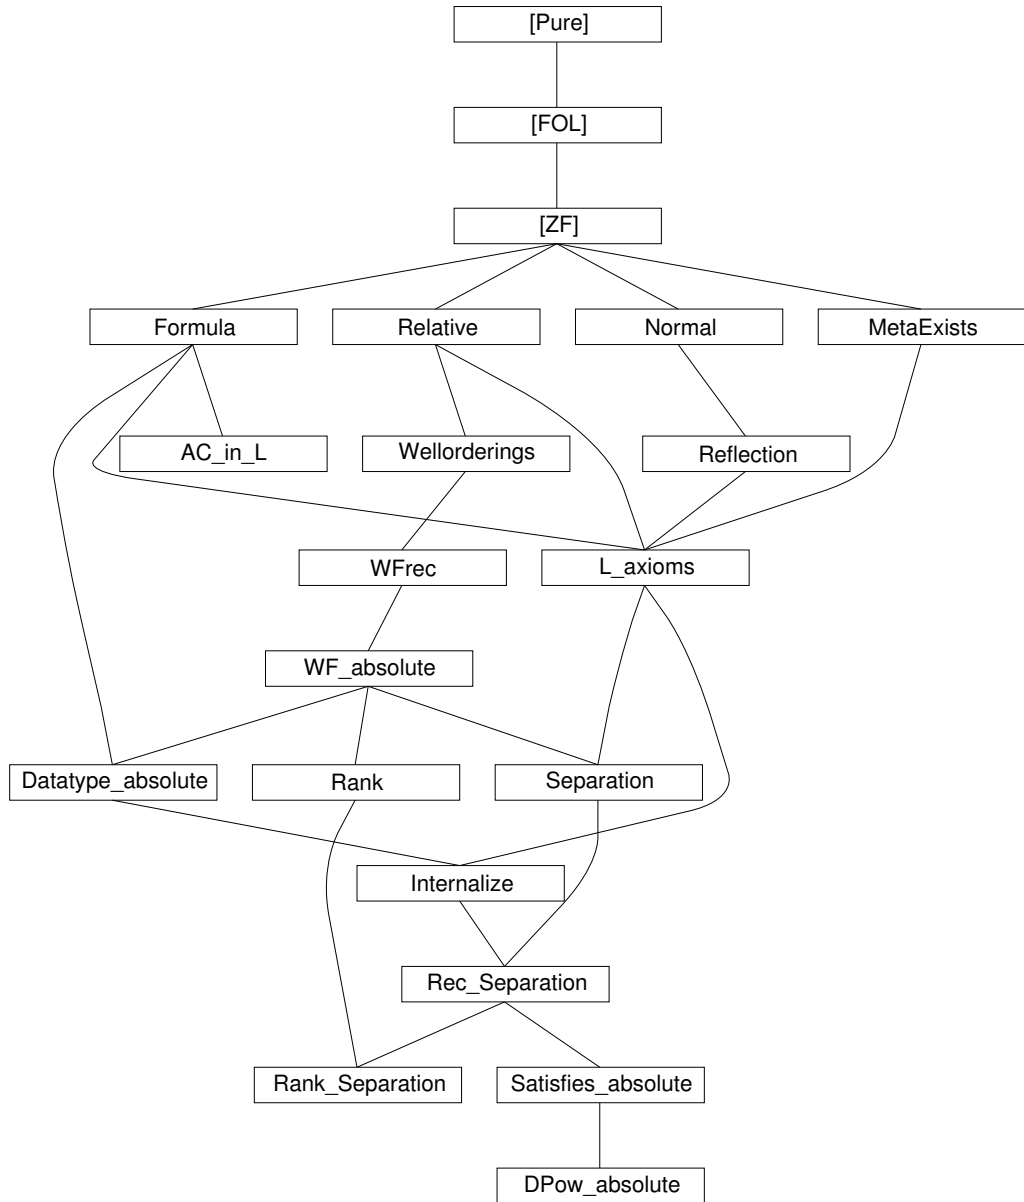 [Pure]
[FOL]
[ZF]
Formula
Relative
Normal
MetaExists
AC_in_L
Wellorderings
Reflection
WFrec
L_axioms
WF_absolute
Datatype_absolute
Rank
Separation
Internalize
Rec_Separation
Rank_Separation
Satisfies_absolute
DPow_absolute